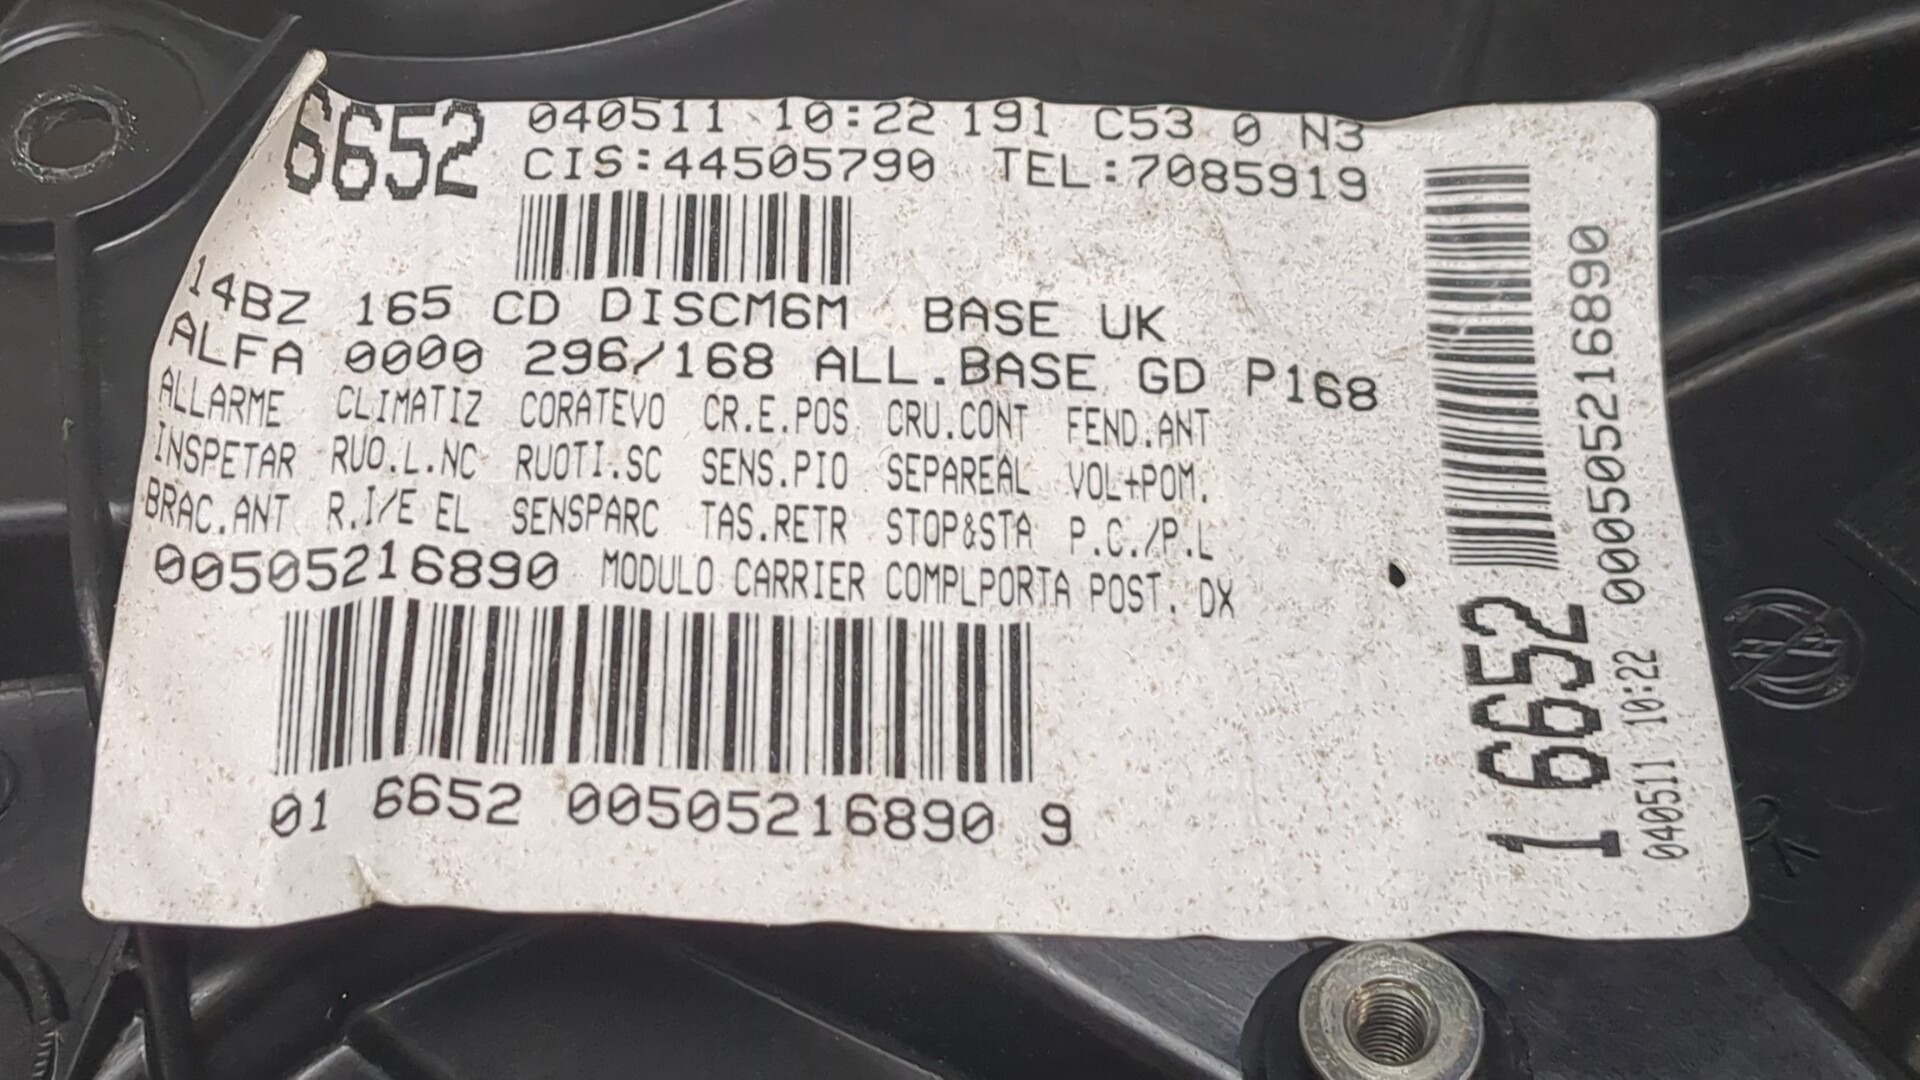 6652 040511 10:22 191 C53 0 N3
CIS:44505790 TEL:7085919
14BZ 165 CD DISCM6M BASE UK
ALFA 0000 296/168 ALL.BASE GD P168
ALLARME CLIMATIZ CORATEVO CR.E.POS CRU.CONT FEND.ANT
INSPETAR RUO.L.NC RUOTI.SC SENS.PIO SEPAREAL VOL+POM.
BRAC.ANT R.I/E EL SENSPARC TAS.RETR STOP&STA P.C./P.L
00505216890 MODULO CARRIER COMPLPORTA POST. DX
01 6652 00505216890 9
00050505216890
1 6652
040511 10:22